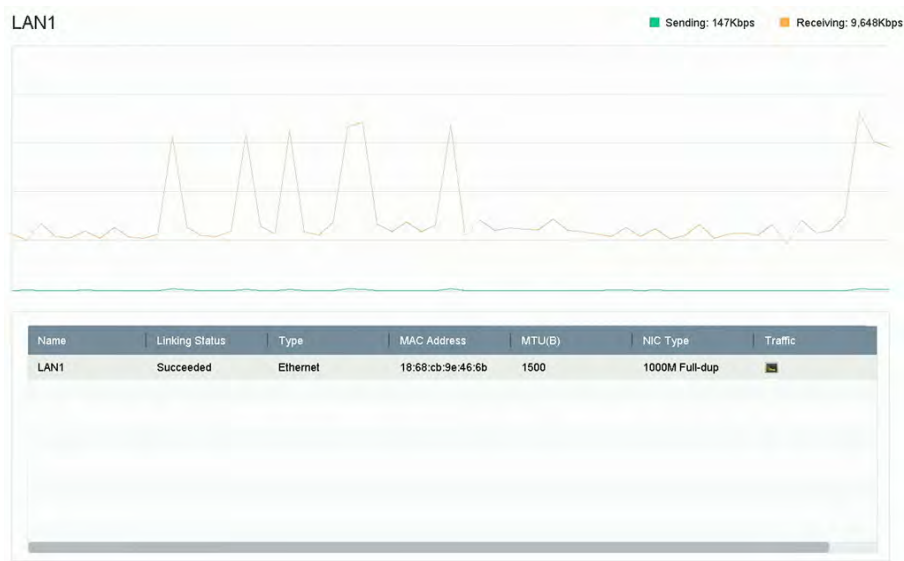 LAN1
Sending: 147Kbps Receiving: 9,648Kbps
Name Linking Status Type MAC Address MTU(B) NIC Type Traffic
LAN1 Succeeded Ethernet 18:68:cb:9e:46:6b 1500 1000M Full-dup